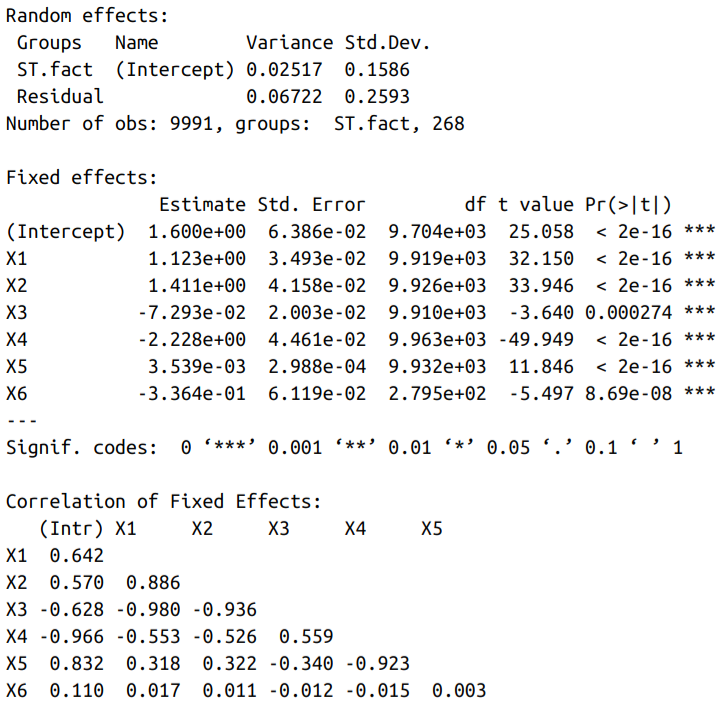 Random effects:
 Groups   Name        Variance Std.Dev.
 ST.fact  (Intercept) 0.02517  0.1586
 Residual             0.06722  0.2593
Number of obs: 9991, groups:  ST.fact, 268

Fixed effects:
              Estimate Std. Error         df t value Pr(>|t|)
(Intercept)  1.600e+00  6.386e-02  9.704e+03  25.058  < 2e-16 ***
X1           1.123e+00  3.493e-02  9.919e+03  32.150  < 2e-16 ***
X2           1.411e+00  4.158e-02  9.926e+03  33.946  < 2e-16 ***
X3          -7.293e-02  2.003e-02  9.910e+03  -3.640 0.000274 ***
X4          -2.228e+00  4.461e-02  9.963e+03 -49.949  < 2e-16 ***
X5           3.539e-03  2.988e-04  9.932e+03  11.846  < 2e-16 ***
X6          -3.364e-01  6.119e-02  2.795e+02  -5.497 8.69e-08 ***
---
Signif. codes:  0 ‘***’ 0.001 ‘**’ 0.01 ‘*’ 0.05 ‘.’ 0.1 ‘ ’ 1

Correlation of Fixed Effects:
   (Intr) X1     X2     X3     X4     X5
X1  0.642
X2  0.570  0.886
X3 -0.628 -0.980 -0.936
X4 -0.966 -0.553 -0.526  0.559
X5  0.832  0.318  0.322 -0.340 -0.923
X6  0.110  0.017  0.011 -0.012 -0.015  0.003